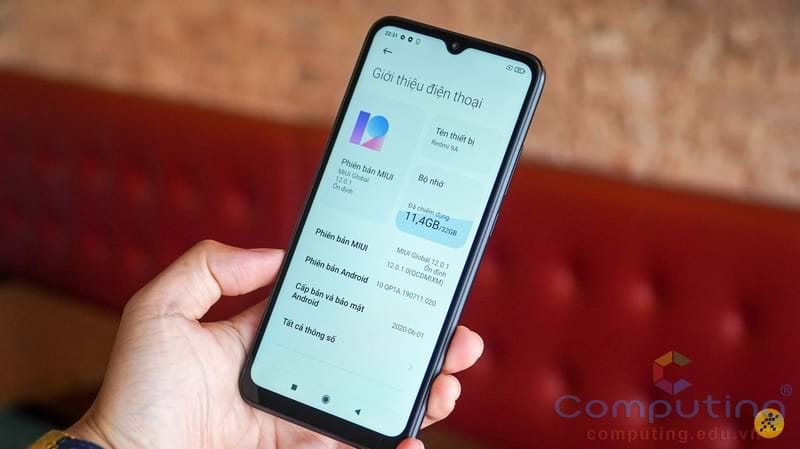 22:31
Giới thiệu điện thoại
Phiên bản MIUI
MIUI Global
12.0.1
Ổn định
Tên thiết bị
Redmi 9A
Bộ nhớ
Đã chiếm dụng
11,4GB/32GB
Phiên bản MIUI
MIUI Global 12.0.1
Ổn định
12.0.1.0(QCDMIXM)
Phiên bản Android
10 QP1A.190711.020
Cấp bản vá bảo mật
Android
2020-06-01
Tất cả thông số
Computing®
computing.edu.vn